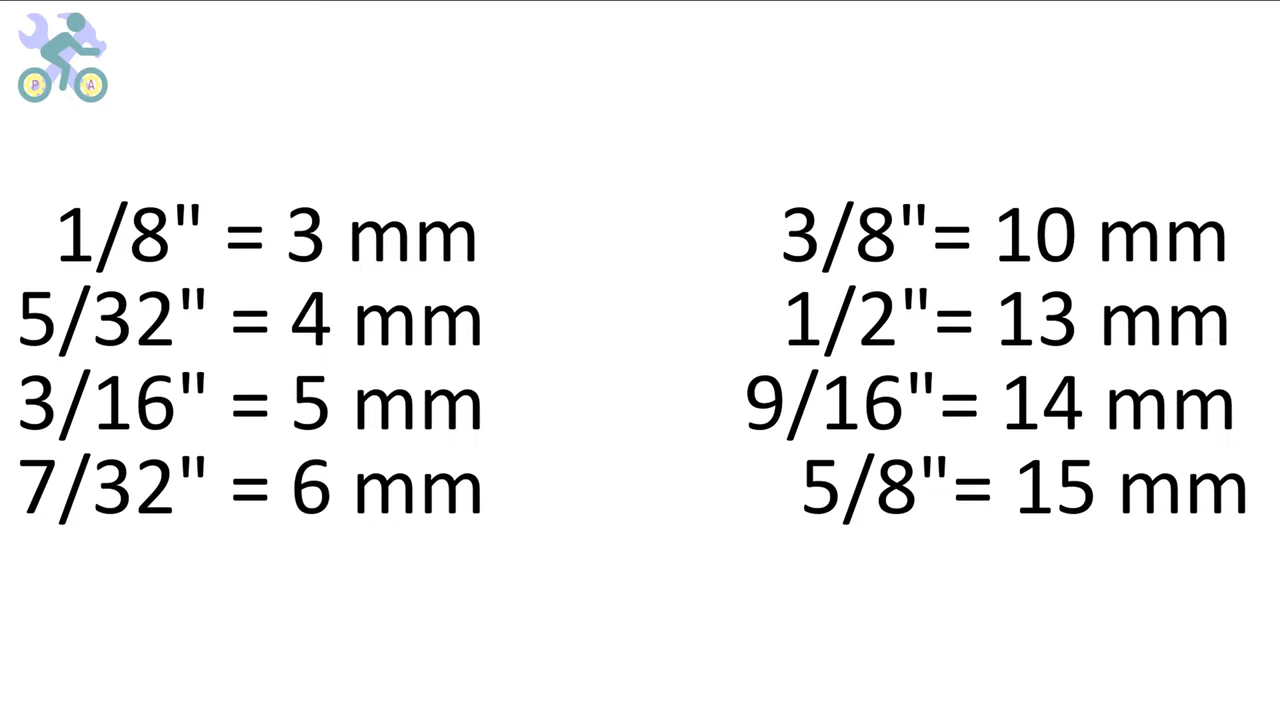 P A
1/8" = 3 mm
5/32" = 4 mm
3/16" = 5 mm
7/32" = 6 mm
3/8"= 10 mm
1/2"= 13 mm
9/16"= 14 mm
5/8"= 15 mm